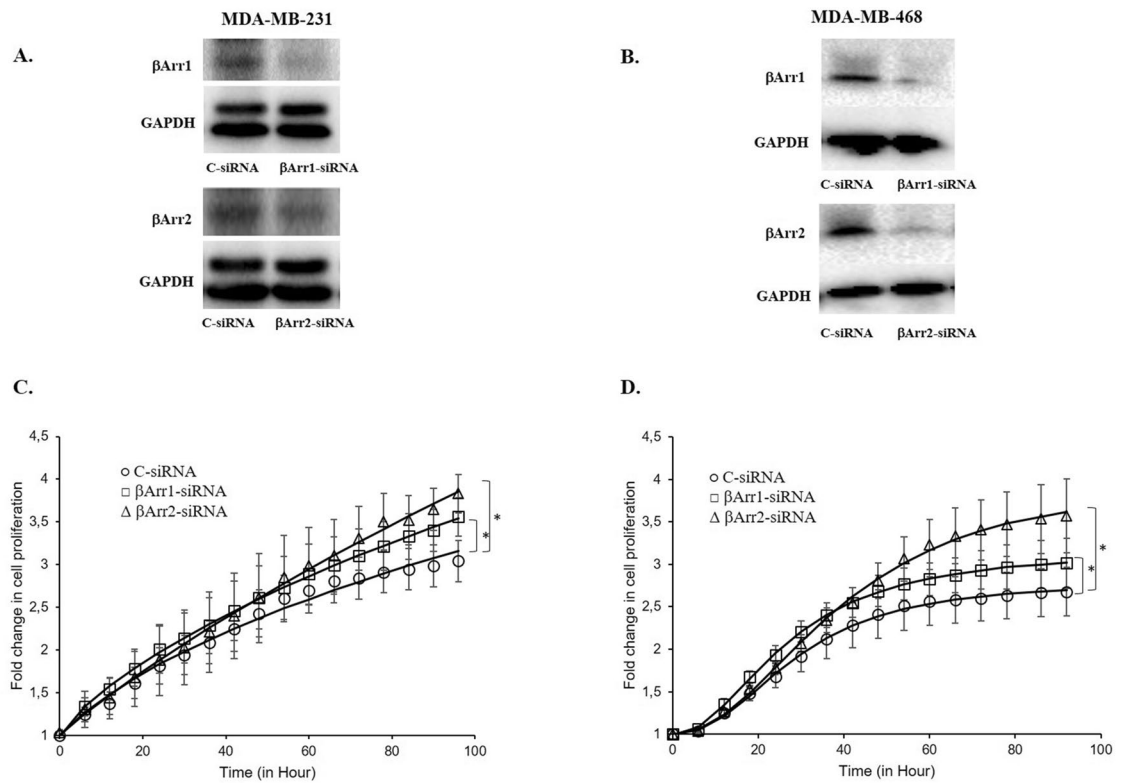 MDA-MB-231
A.
βArr1
GAPDH
C-siRNA βArr1-siRNA
βArr2
GAPDH
C-siRNA βArr2-siRNA
MDA-MB-468
B.
βArr1
GAPDH
C-siRNA βArr1-siRNA
βArr2
GAPDH
C-siRNA βArr2-siRNA
C.
Fold change in cell proliferation
4,5
4
3,5
3
2,5
2
1,5
1
C-siRNA
βArr1-siRNA
βArr2-siRNA
*
*
0 20 40 60 80 100
Time (in Hour)
D.
Fold change in cell proliferation
4,5
4
3,5
3
2,5
2
1,5
1
C-siRNA
βArr1-siRNA
βArr2-siRNA
*
*
0 20 40 60 80 100
Time (in Hour)